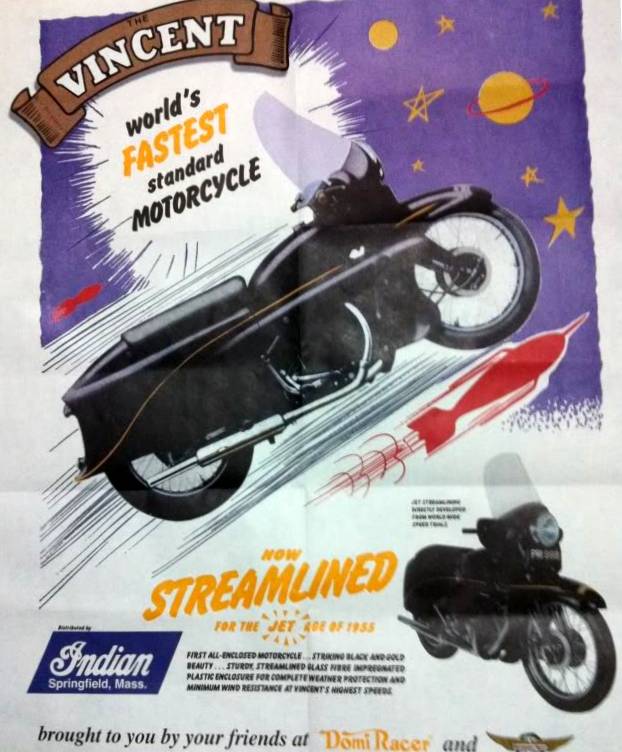 THE
VINCENT
world's
FASTEST
standard
MOTORCYCLE
JET STREAMLINING
DIRECTLY DEVELOPED
FROM WORLD WIDE
SPEED TRIALS
NOW
STREAMLINED
FOR THE JET AGE OF 1955
Distributed by
Indian
Springfield, Mass.
FIRST ALL-ENCLOSED MOTORCYCLE... STRIKING BLACK AND GOLD
BEAUTY... STURDY, STREAMLINED GLASS FIBRE IMPREGNATED
PLASTIC ENCLOSURE FOR COMPLETE WEATHER PROTECTION AND
MINIMUM WIND RESISTANCE AT VINCENT'S HIGHEST SPEEDS.
brought to you by your friends at Domi Racer and